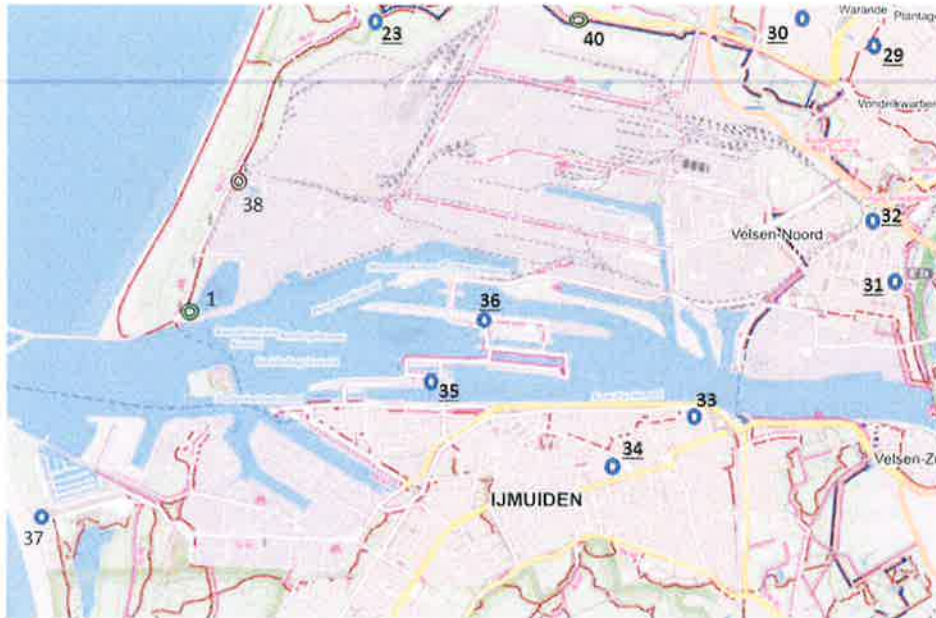 Warande
Plantag
23
40
30
29
Vondelkwartier
38
32
Velsen-Noord
31
1
36
35
33
34
Velsen-Zu
IJMUIDEN
37